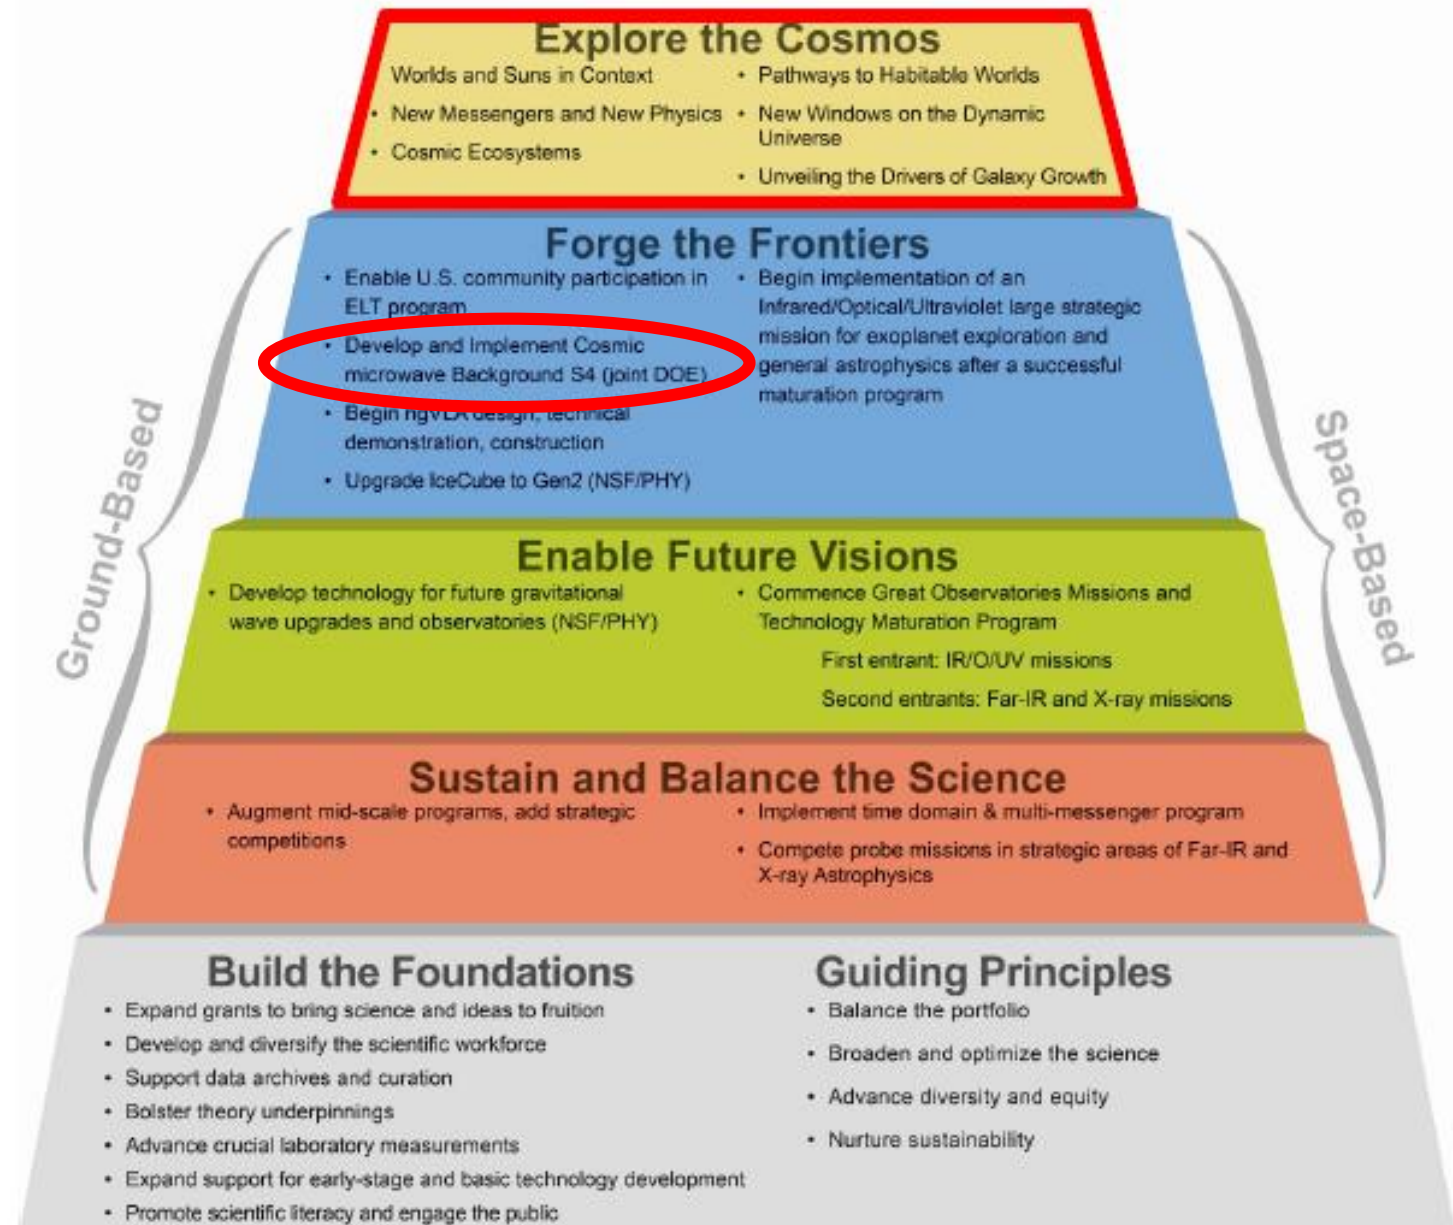 Explore the Cosmos
Worlds and Suns in Context
• New Messengers and New Physics
• Cosmic Ecosystems
• Pathways to Habitable Worlds
• New Windows on the Dynamic
Universe
• Unveiling the Drivers of Galaxy Growth
Forge the Frontiers
• Enable U.S. community participation in
ELT program
• Develop and Implement Cosmic
microwave Background S4 (joint DOE)
• Begin ngVLA design, technical
demonstration, construction
• Upgrade IceCube to Gen2 (NSF/PHY)
• Begin implementation of an
Infrared/Optical/Ultraviolet large strategic
mission for exoplanet exploration and
general astrophysics after a successful
maturation program
Ground-Based
Space-Based
Enable Future Visions
• Develop technology for future gravitational
wave upgrades and observatories (NSF/PHY)
• Commence Great Observatories Missions and
Technology Maturation Program
First entrant: IR/O/UV missions
Second entrants: Far-IR and X-ray missions
Sustain and Balance the Science
• Augment mid-scale programs, add strategic
competitions
• Implement time domain & multi-messenger program
• Compete probe missions in strategic areas of Far-IR and
X-ray Astrophysics
Build the Foundations
• Expand grants to bring science and ideas to fruition
• Develop and diversify the scientific workforce
• Support data archives and curation
• Bolster theory underpinnings
• Advance crucial laboratory measurements
• Expand support for early-stage and basic technology development
• Promote scientific literacy and engage the public
Guiding Principles
• Balance the portfolio
• Broaden and optimize the science
• Advance diversity and equity
• Nurture sustainability